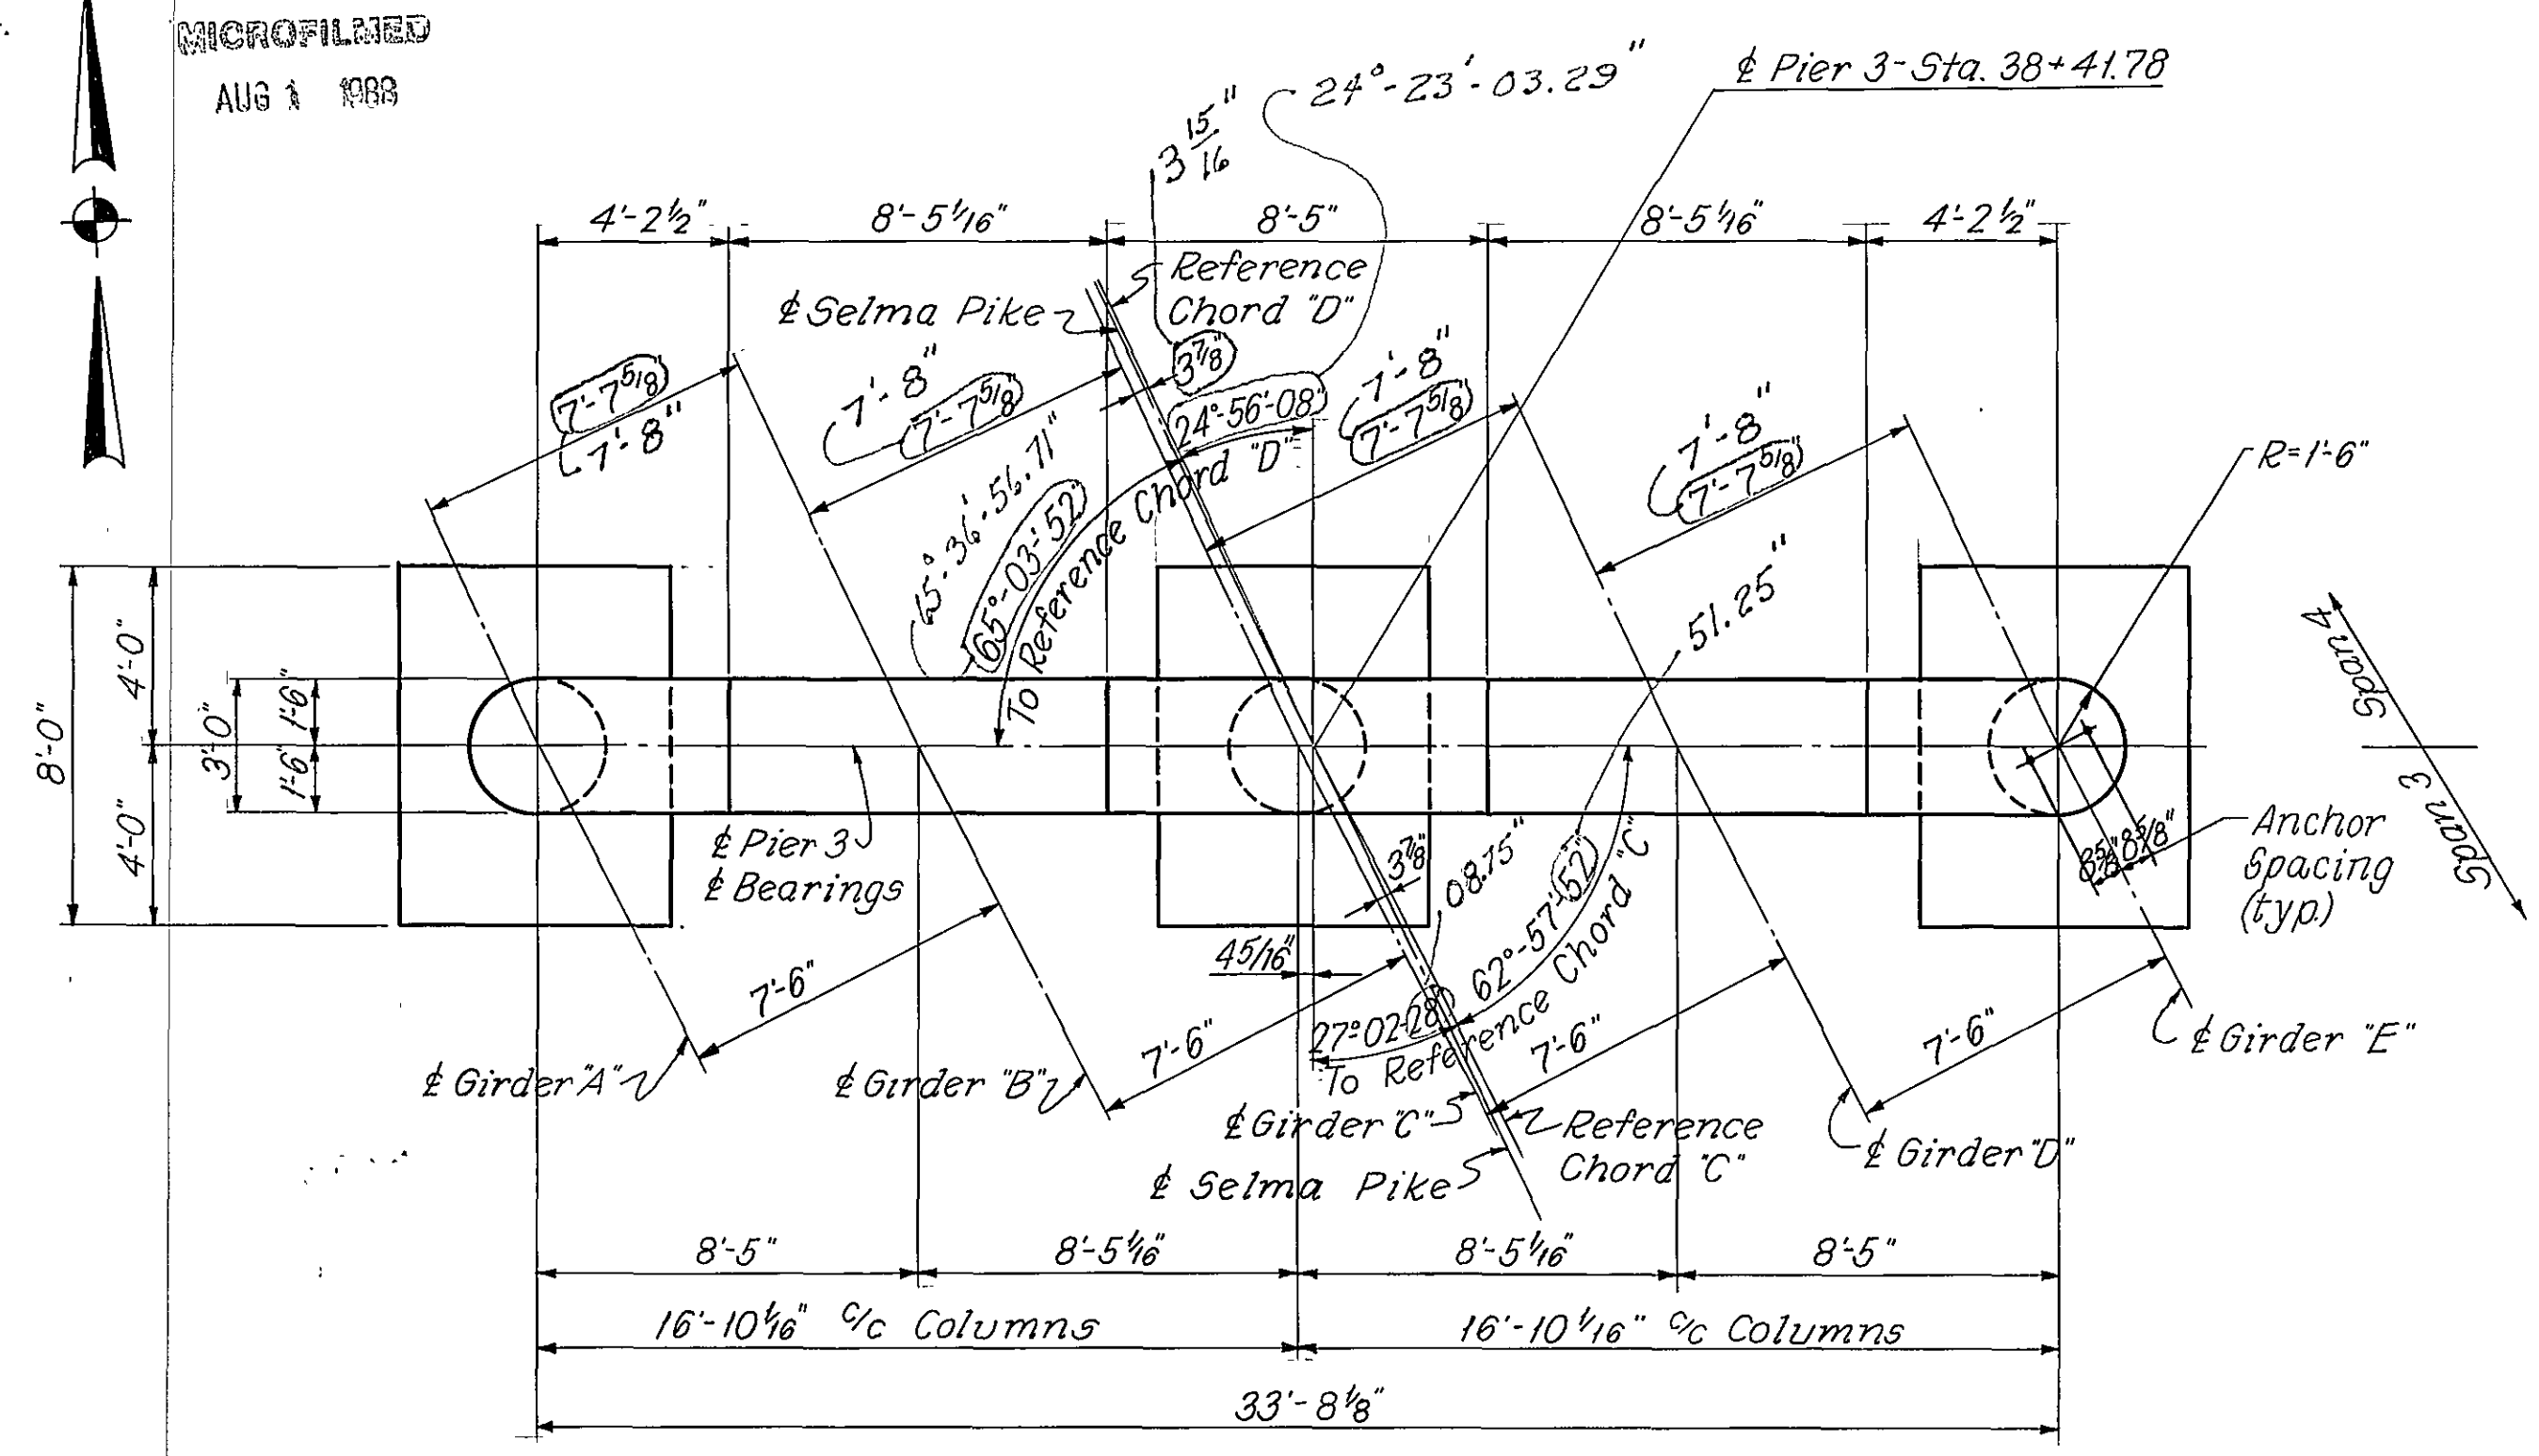 MICROFILMED
AUG 1 1988
24°-23'-03.29"
℄ Pier 3-Sta. 38+41.78
3 15/16"
4'-2½"
8'-5 1/16"
8'-5"
8'-5 1/16"
4'-2½"
Reference
Chord "D"
℄ Selma Pike
3⅞"
24°-56'-08"
7'-7 5/8"
7'-8"
7'-8"
7'-7 5/8"
7'-8"
7'-7 5/8"
7'-8"
7'-7 5/8"
R=1'-6"
65°-36'-56.71"
65°-03'-52"
To Reference Chord "D"
51.25"
8'-0"
4'-0"
4'-0"
3'-0"
1'-6"
1'-6"
Span 4
Span 3
℄ Pier 3
℄ Bearings
3⅞"
08.75"
62°-57'-52"
8 5/8"
8 5/8"
Anchor
Spacing
(typ.)
4 5/16"
27°02-28"
To Reference Chord "C"
7'-6"
7'-6"
7'-6"
7'-6"
℄ Girder "A"
℄ Girder "B"
℄ Girder "C"
℄ Selma Pike
Reference
Chord "C"
℄ Girder "D"
℄ Girder "E"
8'-5"
8'-5 1/16"
8'-5 1/16"
8'-5"
16'-10 1/16" c/c Columns
16'-10 1/16" c/c Columns
33'-8 1/8"